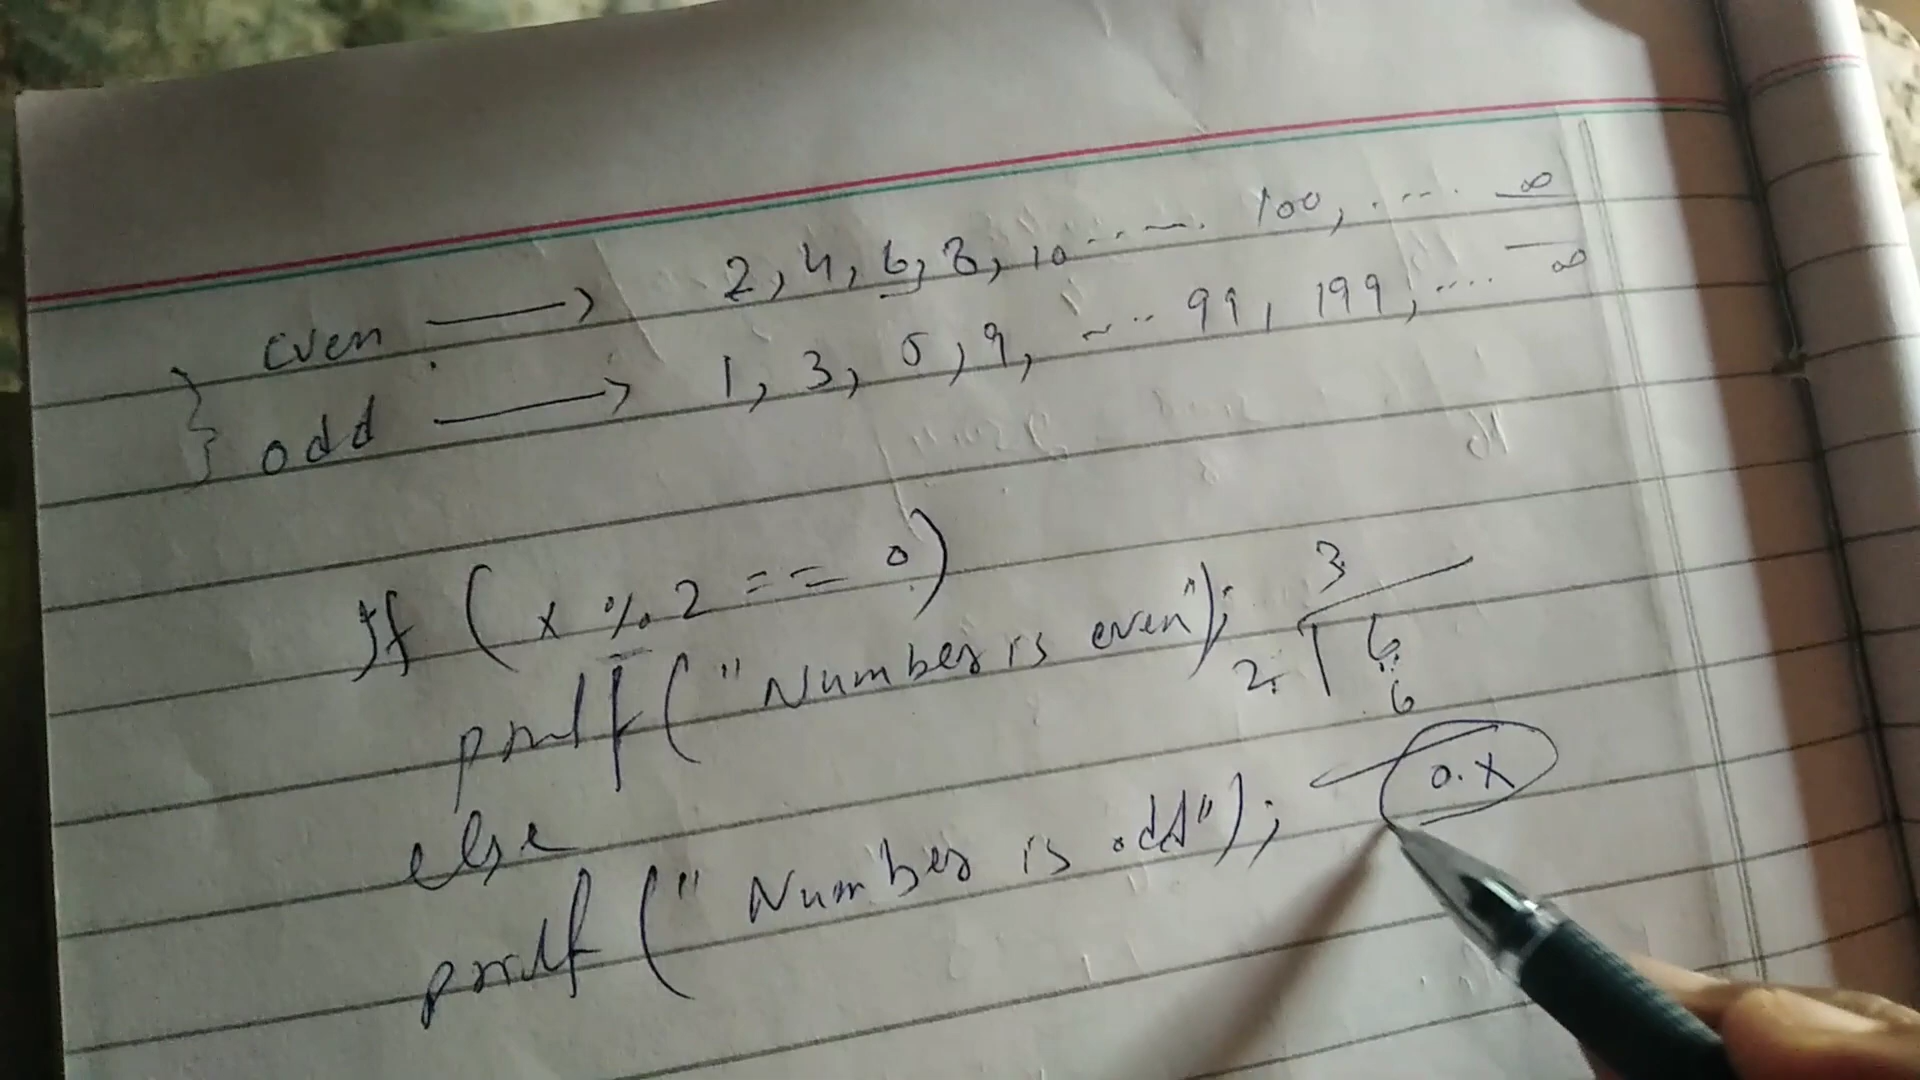 even → 2, 4, 6, 8, 10 ...... 100, .... ∞
odd → 1, 3, 5, 9, .... 99, 199, .... ∞
If (x % 2 == 0)
printf ("Number is even");
else
printf ("Number is odd");
3
2 6
6
0.x